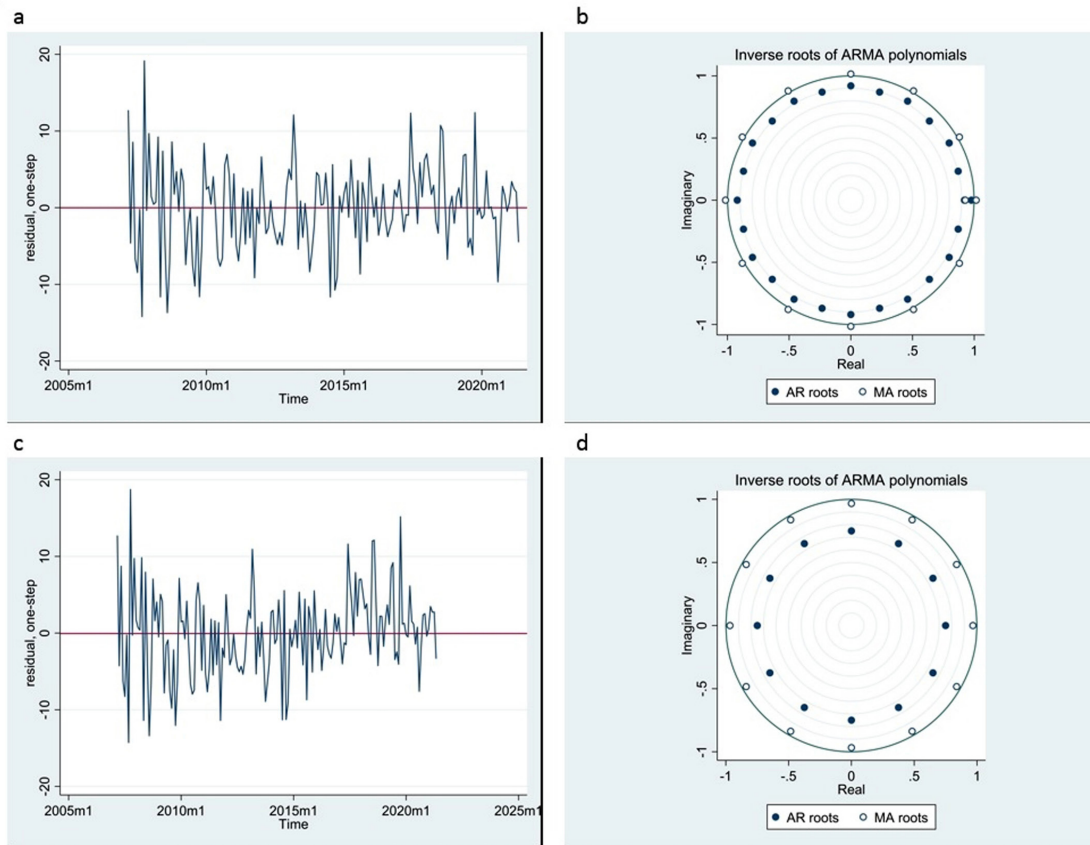 a
20
10
0
-10
-20
residual, one-step
2005m1 2010m1 2015m1 2020m1
Time
b
Inverse roots of ARMA polynomials
1
.5
0
-.5
-1
Imaginary
-1 -.5 0 .5 1
Real
AR roots MA roots
c
20
10
0
-10
-20
residual, one-step
2005m1 2010m1 2015m1 2020m1 2025m1
Time
d
Inverse roots of ARMA polynomials
1
.5
0
-.5
-1
Imaginary
-1 -.5 0 .5 1
Real
AR roots MA roots